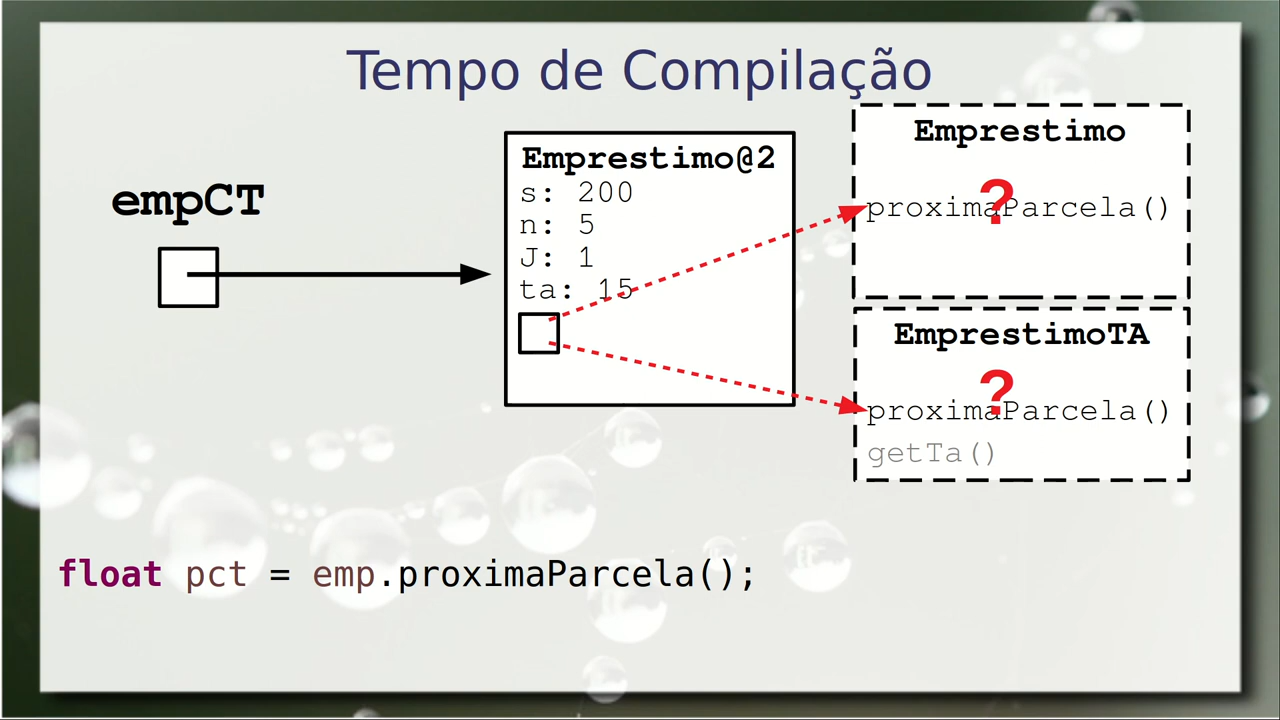 Tempo de Compilação
empCT
Emprestimo@2
s: 200
n: 5
J: 1
ta: 15
Emprestimo
?
proximaParcela()
EmprestimoTA
?
proximaParcela()
getTa()
float pct = emp.proximaParcela();